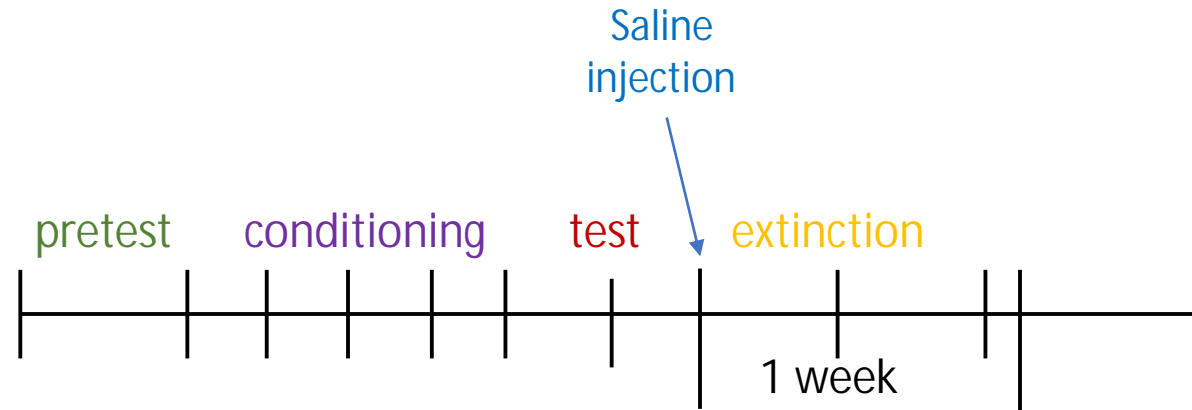 Saline
injection
pretest
conditioning
test
extinction
1 week